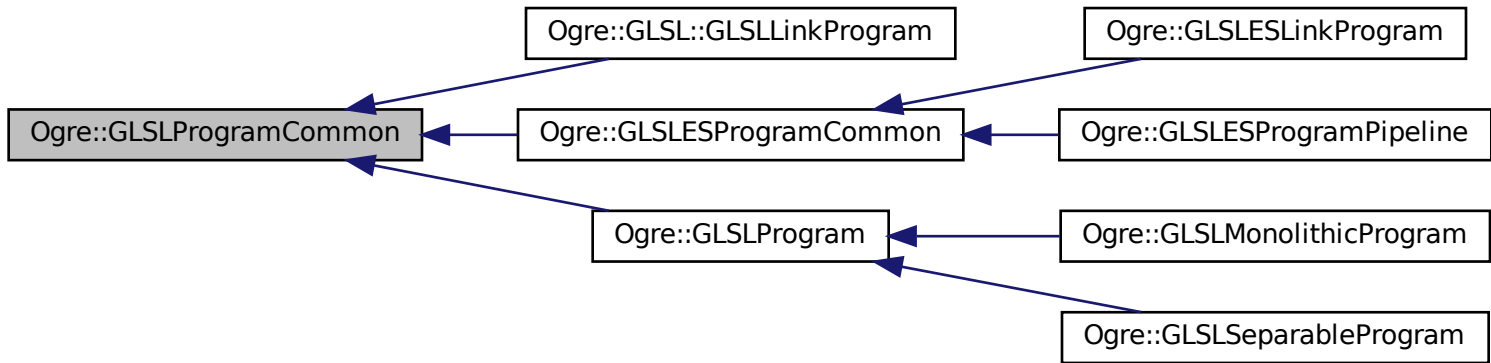 Ogre::GLSL::GLSLLinkProgram
Ogre::GLSLESLinkProgram
Ogre::GLSLProgramCommon
Ogre::GLSLESProgramCommon
Ogre::GLSLESProgramPipeline
Ogre::GLSLProgram
Ogre::GLSLMonolithicProgram
Ogre::GLSLSeparableProgram